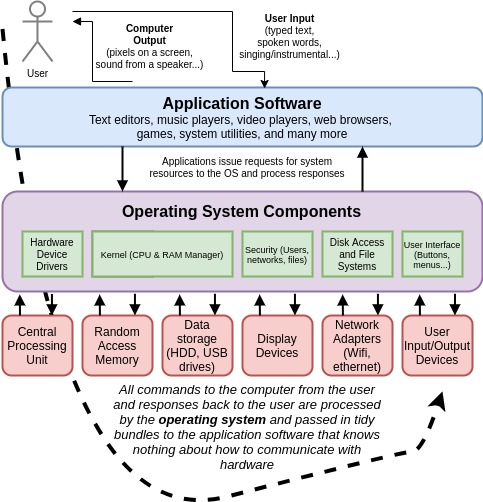 User
Computer
Output
(pixels on a screen,
sound from a speaker...)
User Input
(typed text,
spoken words,
singing/instrumental...)
Application Software
Text editors, music players, video players, web browsers,
games, system utilities, and many more
Applications issue requests for system
resources to the OS and process responses
Operating System Components
Hardware
Device
Drivers
Kernel (CPU & RAM Manager)
Security (Users,
networks, files)
Disk Access
and File
Systems
User Interface
(Buttons,
menus...)
Central
Processing
Unit
Random
Access
Memory
Data
storage
(HDD, USB
drives)
Display
Devices
Network
Adapters
(Wifi,
ethernet)
User
Input/Output
Devices
All commands to the computer from the user
and responses back to the user are processed
by the operating system and passed in tidy
bundles to the application software that knows
nothing about how to communicate with
hardware